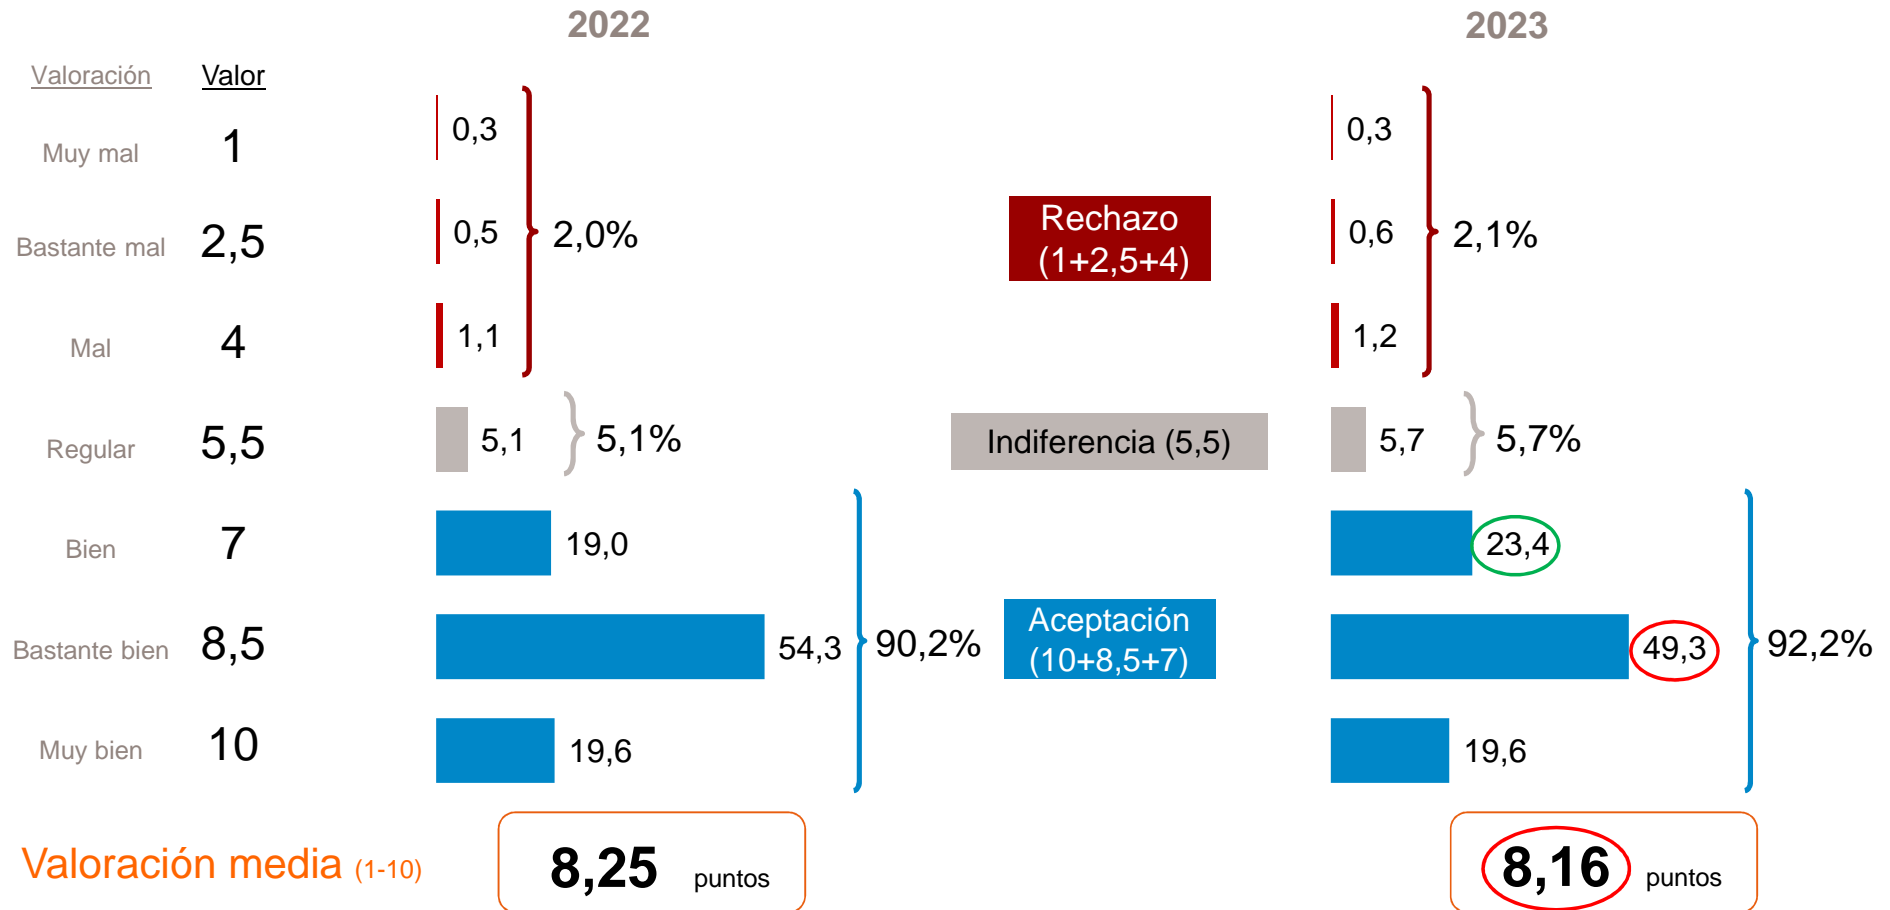 2022
2023
Valoración Valor
Muy mal 1 0,3 0,3
Bastante mal 2,5 0,5 2,0% Rechazo 0,6 2,1%
(1+2,5+4)
Mal 4 1,1 1,2
Regular 5,5 5,1 5,1% Indiferencia (5,5) 5,7 5,7%
Bien 7 19,0 23,4
Bastante bien 8,5 54,3 90,2% Aceptación 49,3 92,2%
(10+8,5+7)
Muy bien 10 19,6 19,6
Valoración media (1-10) 8,25 puntos 8,16 puntos